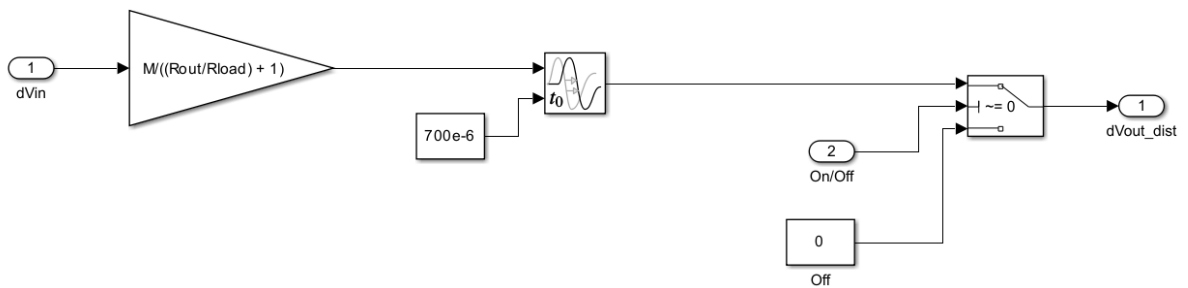 1
dVin
M/((Rout/Rload) + 1)
700e-6
t0
~= 0
2
On/Off
0
Off
1
dVout_dist